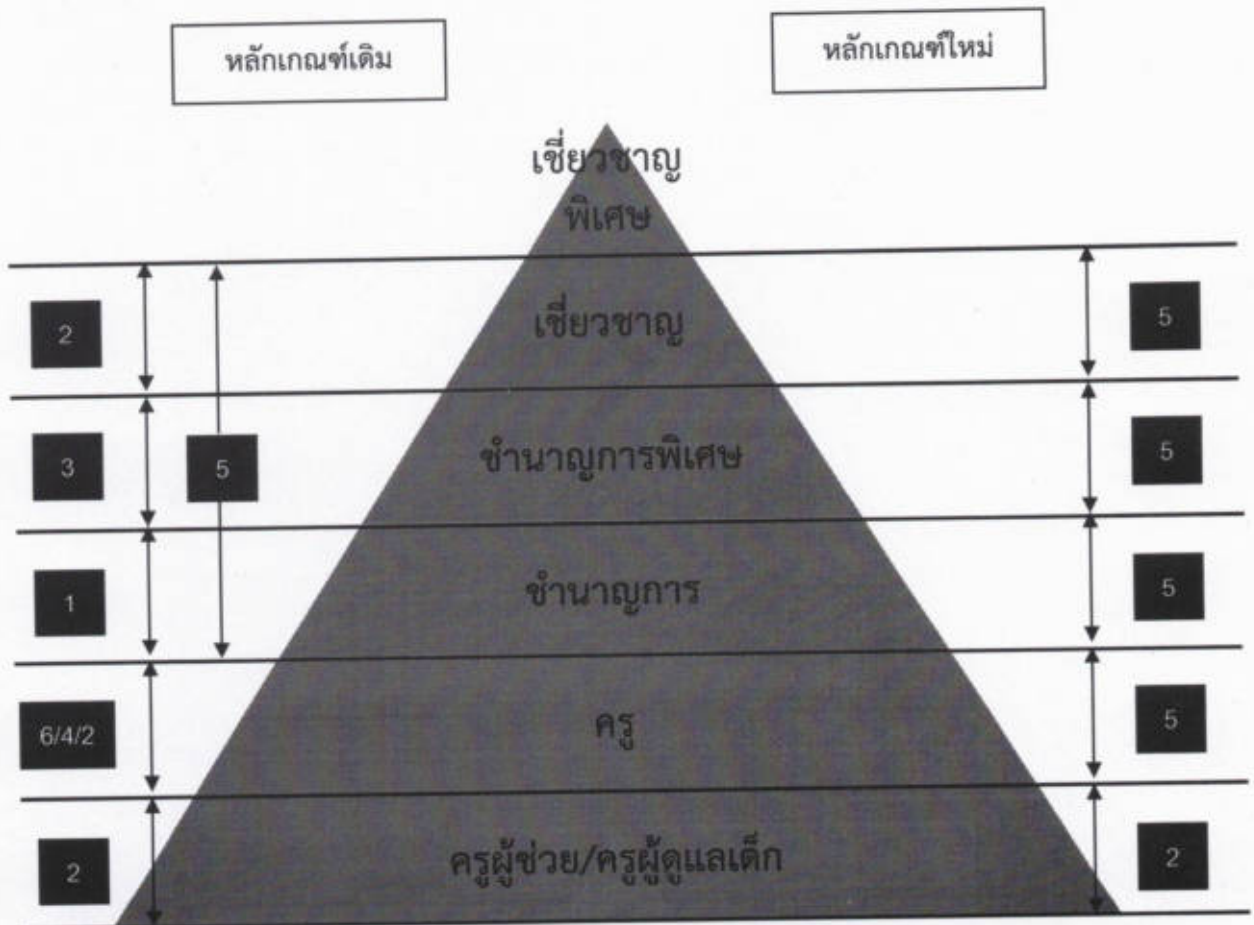 หลักเกณฑ์เดิม
หลักเกณฑ์ใหม่
เชี่ยวชาญ
พิเศษ
2
เชี่ยวชาญ
5
3
5
ชำนาญการพิเศษ
5
1
ชำนาญการ
5
6/4/2
ครู
5
2
ครูผู้ช่วย/ครูผู้ดูแลเด็ก
2